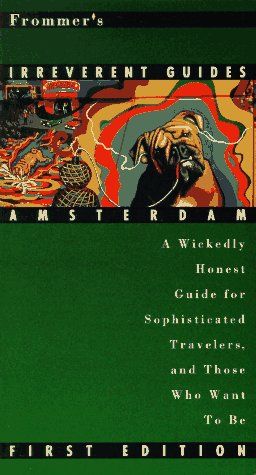 Frommer's
IRREVERENT GUIDES
AMSTERDAM
A Wickedly
Honest
Guide for
Sophisticated
Travelers,
and Those
Who Want
To Be
FIRST EDITION